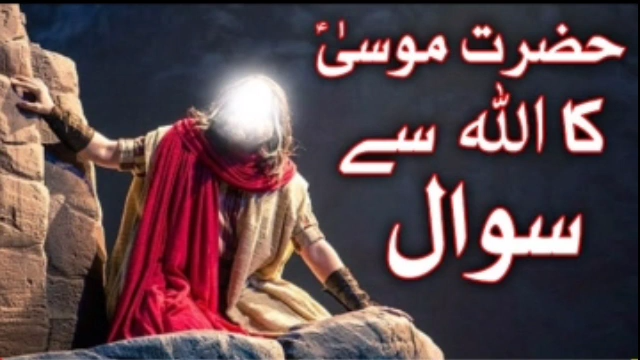 حضرت موسیٰؑ
کا اللہ سے
سوال